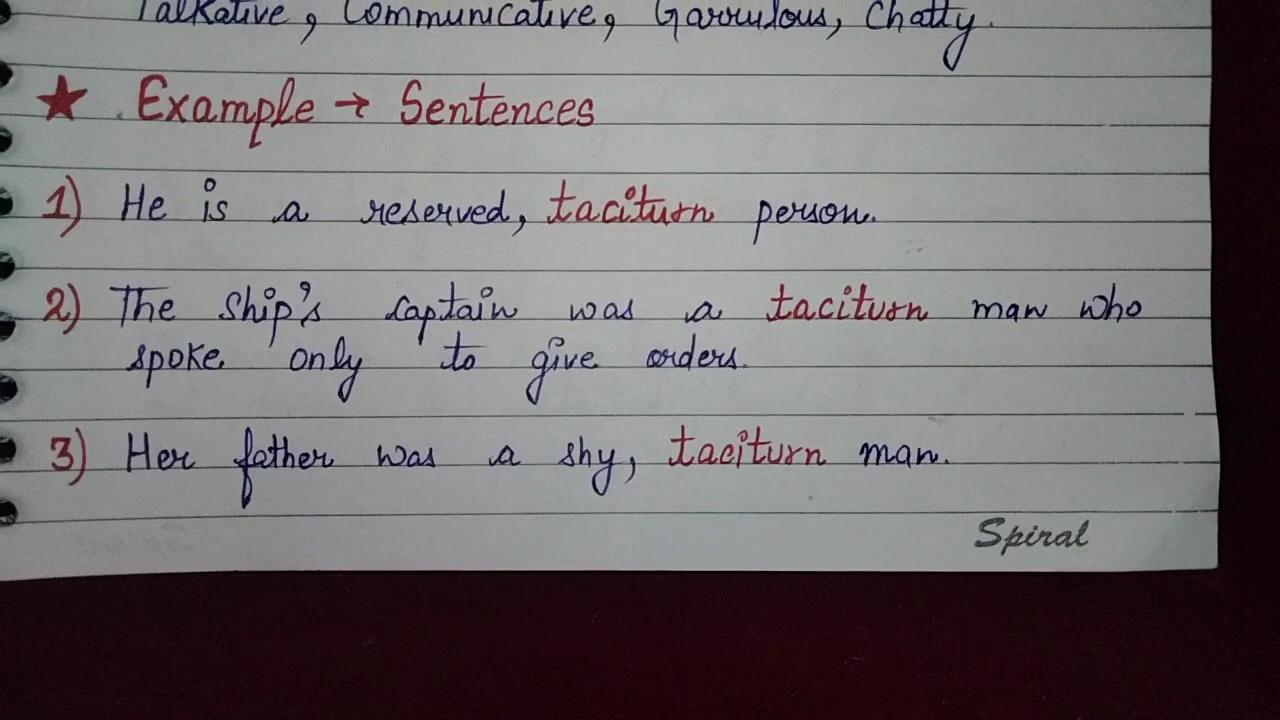 Talkative, Communicative, Garrulous, Chatty.
★ Example → Sentences
1) He is a reserved, taciturn person.
2) The ship's captain was a taciturn man who
spoke only to give orders.
3) Her father was a shy, taciturn man.
Spiral